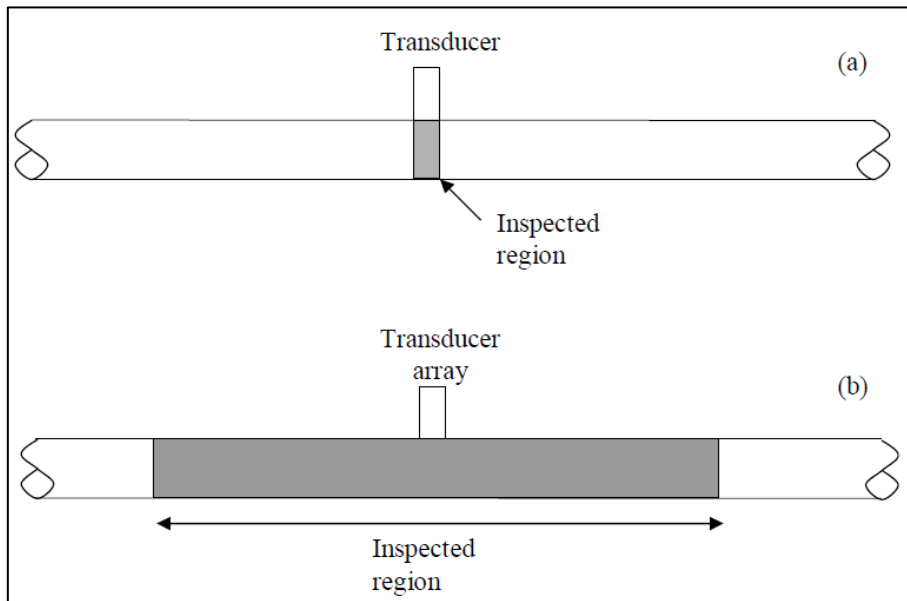 Transducer
(a)
Inspected
region
Transducer
array
(b)
Inspected
region